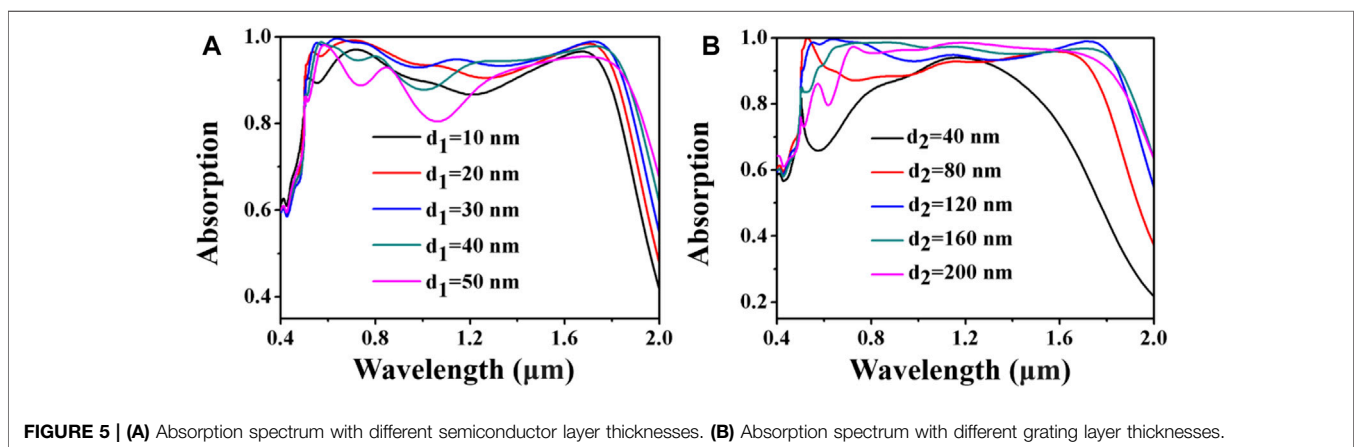 A
Absorption
1.0
0.8
0.6
0.4
d1=10 nm
d1=20 nm
d1=30 nm
d1=40 nm
d1=50 nm
0.4 0.8 1.2 1.6 2.0
Wavelength (μm)
B
Absorption
1.0
0.8
0.6
0.4
0.2
d2=40 nm
d2=80 nm
d2=120 nm
d2=160 nm
d2=200 nm
0.4 0.8 1.2 1.6 2.0
Wavelength (μm)
FIGURE 5 | (A) Absorption spectrum with different semiconductor layer thicknesses. (B) Absorption spectrum with different grating layer thicknesses.